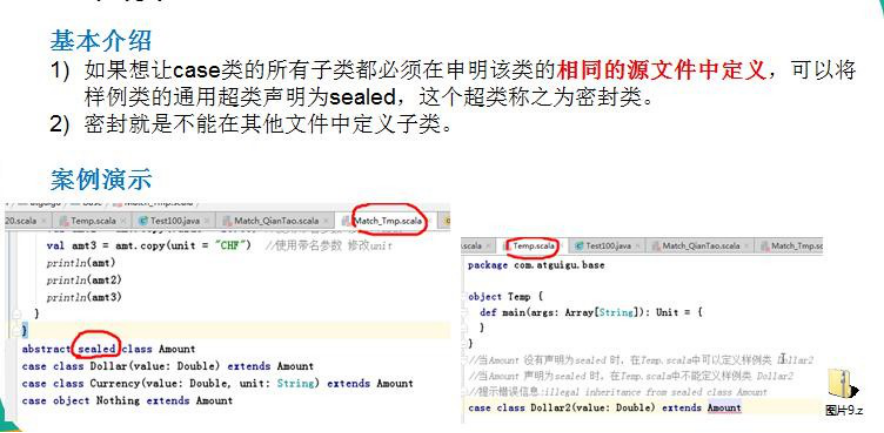 基本介绍
1) 如果想让case类的所有子类都必须在申明该类的相同的源文件中定义，可以将
样例类的通用超类声明为sealed，这个超类称之为密封类。
2) 密封就是不能在其他文件中定义子类。
案例演示
20.scala Temp.scala Test100.java Match_QianTao.scala Match_Tmp.scala
val amt3 = amt.copy(unit = "CHF") //使用带名参数 修改unit
println(amt)
println(amt2)
println(amt3)
}
}
abstract sealed class Amount
case class Dollar(value: Double) extends Amount
case class Currency(value: Double, unit: String) extends Amount
case object Nothing extends Amount
scala Temp.scala Test100.java Match_QianTao.scala Match_Tmp.sc
package com.atguigu.base
object Temp {
def main(args: Array[String]): Unit = {
}
}
//当Amount 没有声明为sealed 时，在Temp.scala中可以定义样例类 Dollar2
//当Amount 声明为sealed 时，在Temp.scala中不能定义样例类 Dollar2
//提示错误信息:illegal inheritance from sealed class Amount
case class Dollar2(value: Double) extends Amount
图片9.z